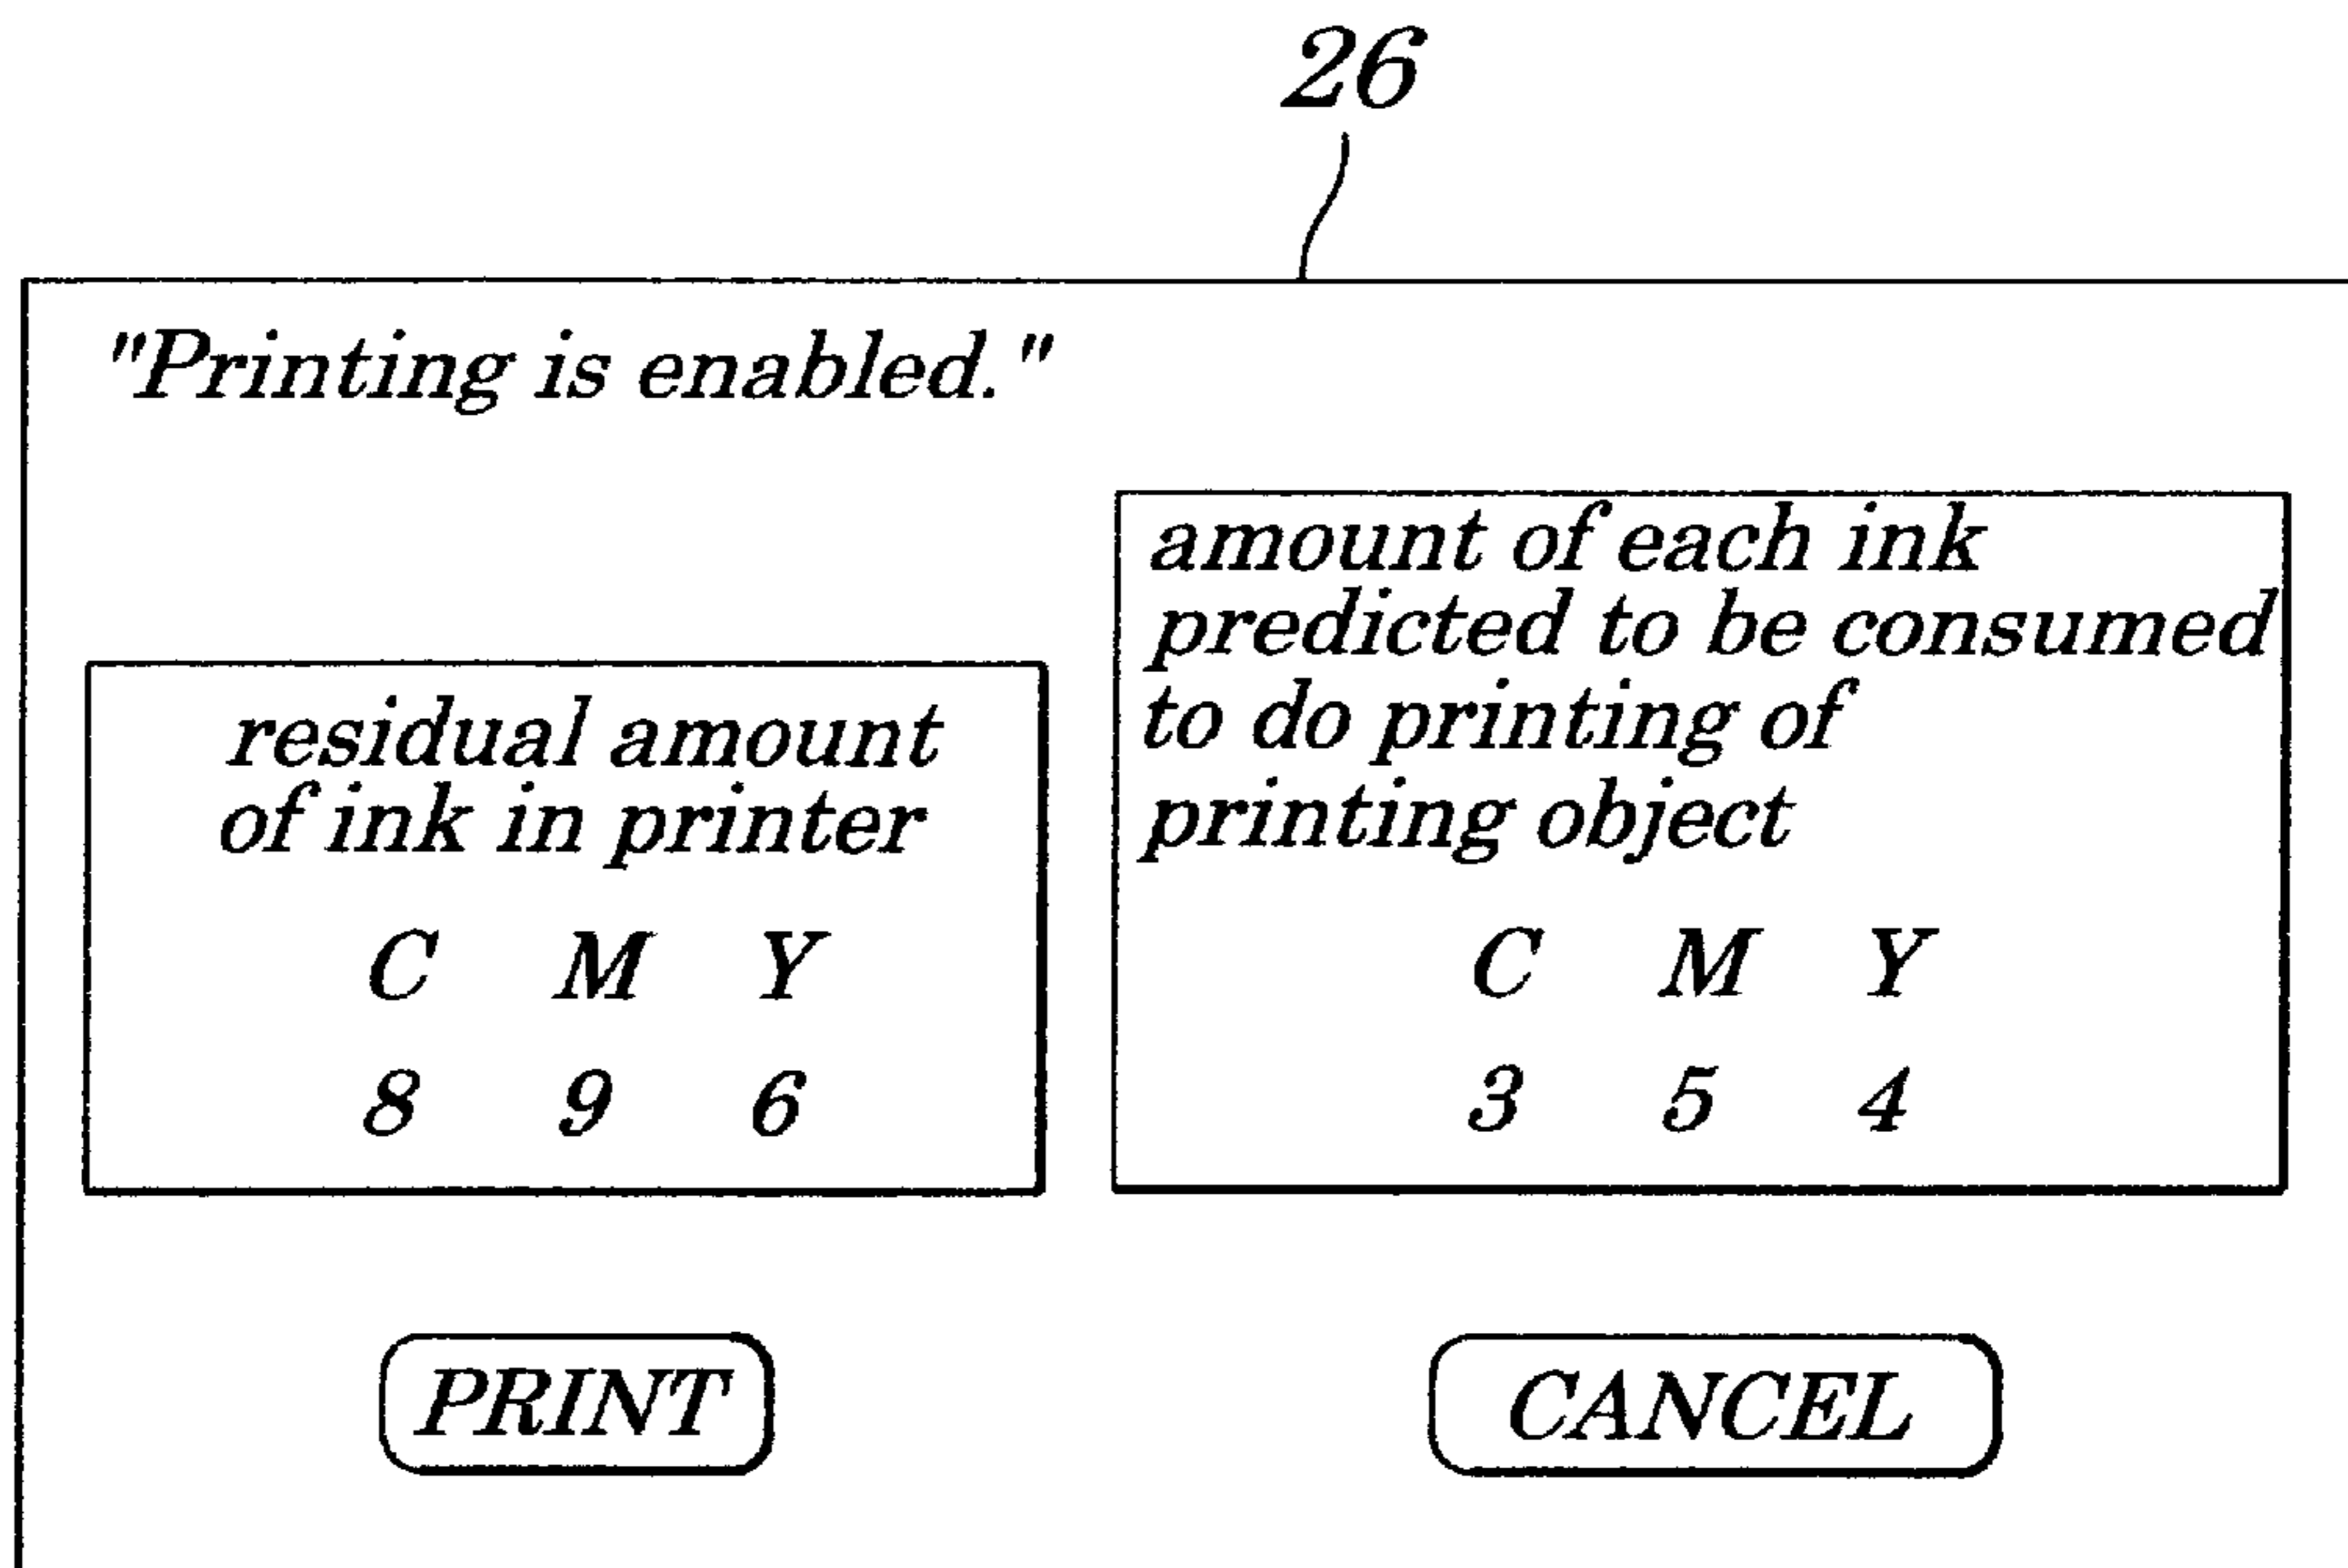 26
"Printing is enabled."
residual amount
of ink in printer
C M Y
8 9 6
amount of each ink
predicted to be consumed
to do printing of
printing object
C M Y
3 5 4
PRINT
CANCEL